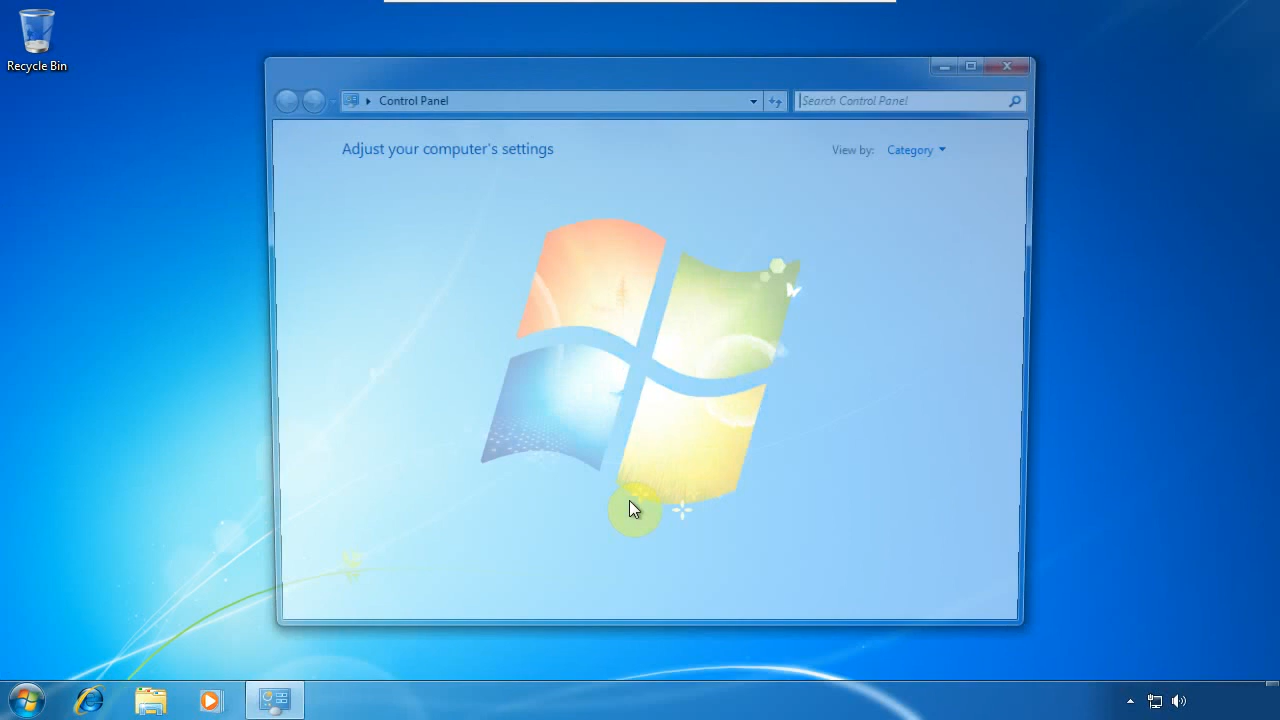 Recycle Bin
Control Panel
Search Control Panel
Adjust your computer's settings
View by: Category